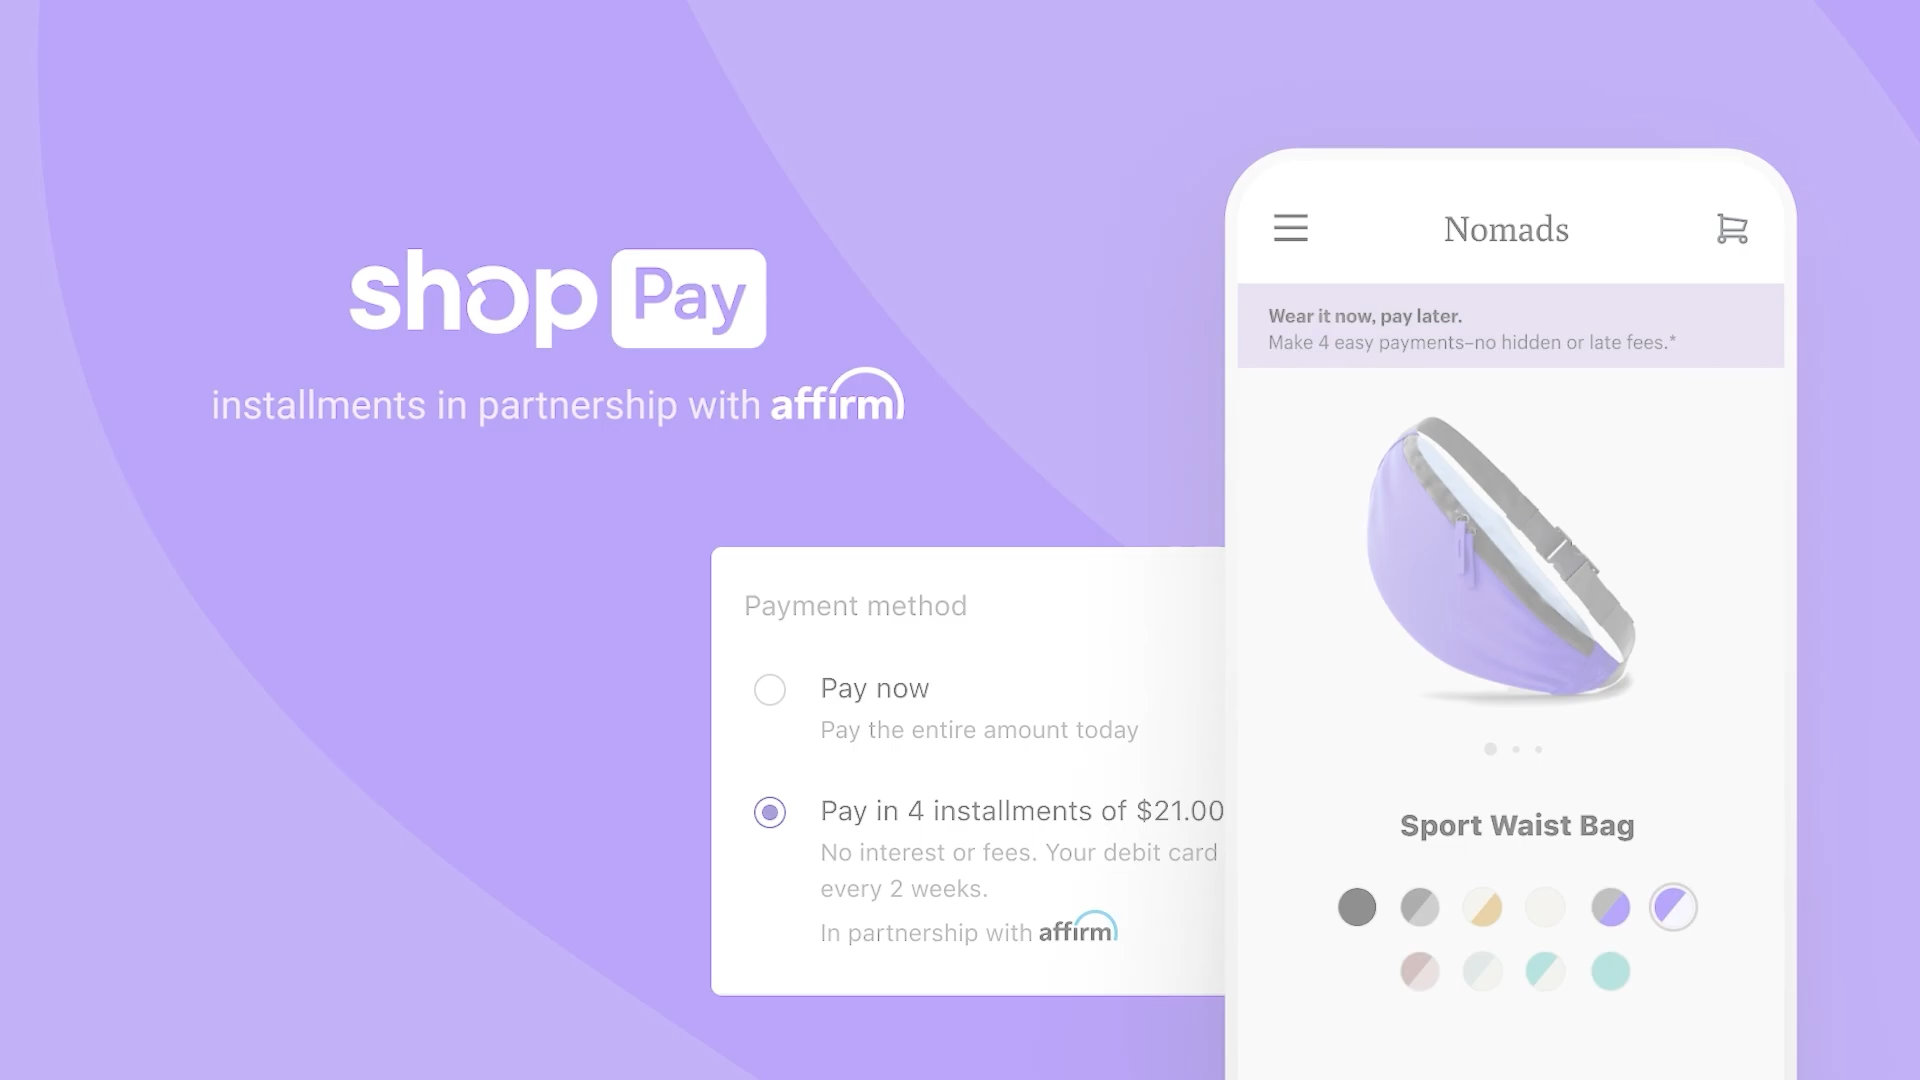 shop Pay
installments in partnership with affirm
Payment method
Pay now
Pay the entire amount today
Pay in 4 installments of $21.00
No interest or fees. Your debit card
every 2 weeks.
In partnership with affirm
Nomads
Wear it now, pay later.
Make 4 easy payments–no hidden or late fees.*
Sport Waist Bag